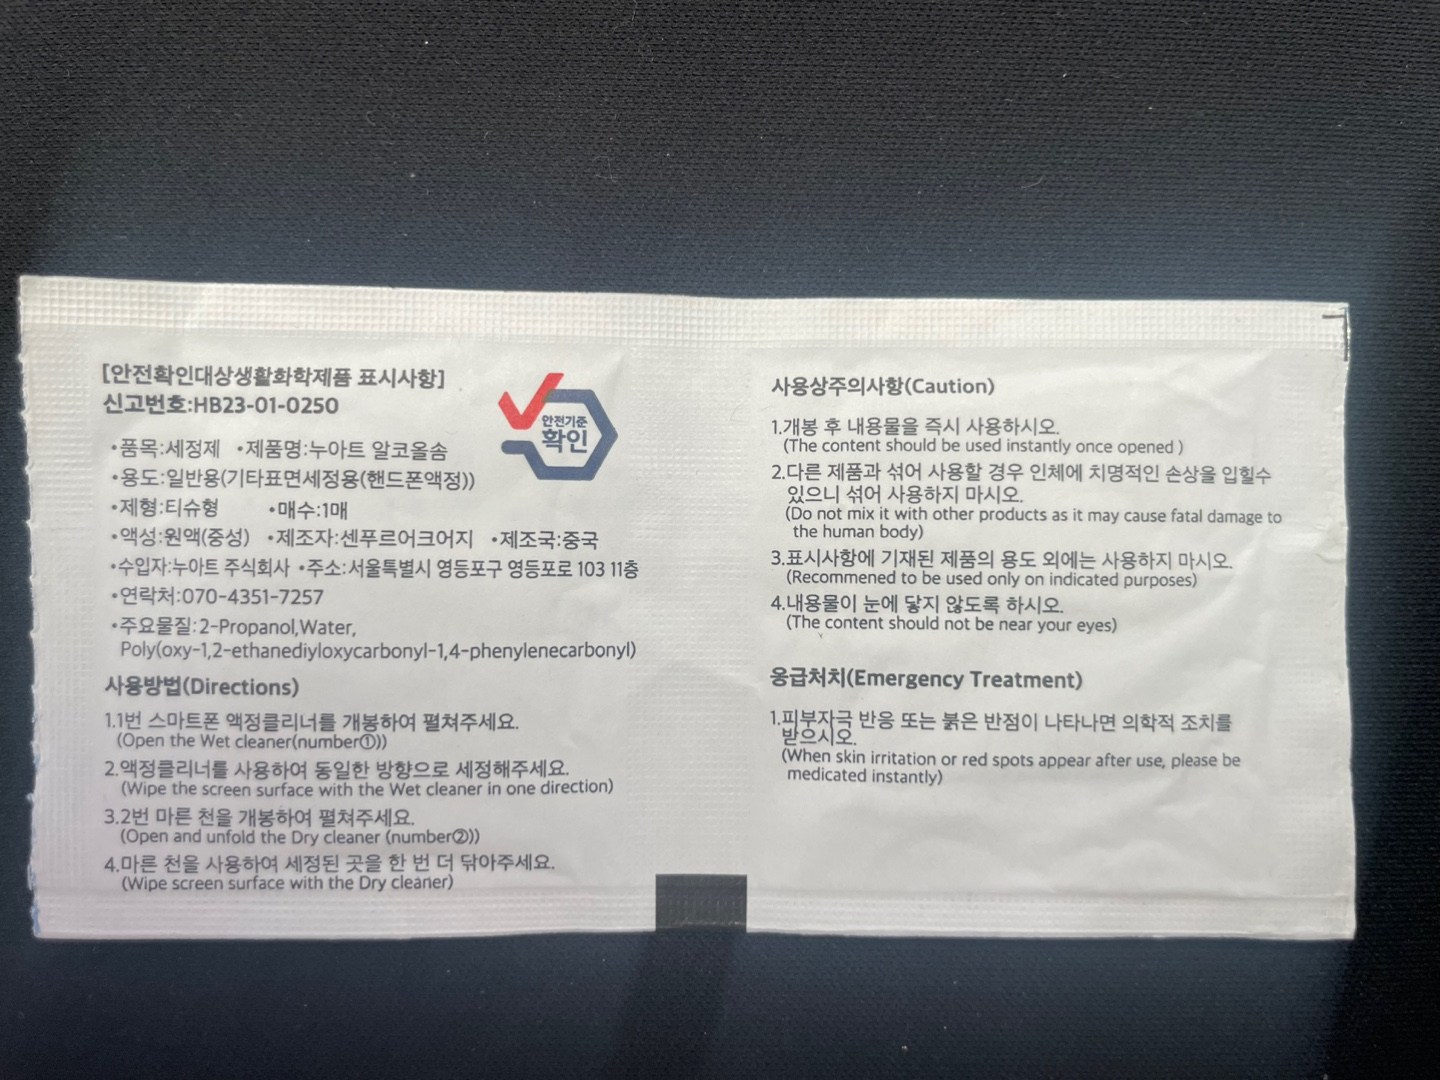 [안전확인대상생활화학제품 표시사항]
신고번호:HB23-01-0250
안전기준
확인
•품목:세정제 •제품명:누아트 알코올솜
•용도:일반용(기타표면세정용(핸드폰액정))
•제형:티슈형 •매수:1매
•액성:원액(중성) •제조자:센푸르어크어지 •제조국:중국
•수입자:누아트 주식회사 •주소:서울특별시 영등포구 영등포로 103 11층
•연락처:070-4351-7257
•주요물질:2-Propanol,Water,
Poly(oxy-1,2-ethanediyloxycarbonyl-1,4-phenylenecarbonyl)
사용방법(Directions)
1.1번 스마트폰 액정클리너를 개봉하여 펼쳐주세요.
(Open the Wet cleaner(number①))
2.액정클리너를 사용하여 동일한 방향으로 세정해주세요.
(Wipe the screen surface with the Wet cleaner in one direction)
3.2번 마른 천을 개봉하여 펼쳐주세요.
(Open and unfold the Dry cleaner (number②))
4.마른 천을 사용하여 세정된 곳을 한 번 더 닦아주세요.
(Wipe screen surface with the Dry cleaner)
사용상주의사항(Caution)
1.개봉 후 내용물을 즉시 사용하시오.
(The content should be used instantly once opened )
2.다른 제품과 섞어 사용할 경우 인체에 치명적인 손상을 입힐수
있으니 섞어 사용하지 마시오.
(Do not mix it with other products as it may cause fatal damage to
the human body)
3.표시사항에 기재된 제품의 용도 외에는 사용하지 마시오.
(Recommened to be used only on indicated purposes)
4.내용물이 눈에 닿지 않도록 하시오.
(The content should not be near your eyes)
응급처치(Emergency Treatment)
1.피부자극 반응 또는 붉은 반점이 나타나면 의학적 조치를
받으시오.
(When skin irritation or red spots appear after use, please be
medicated instantly)